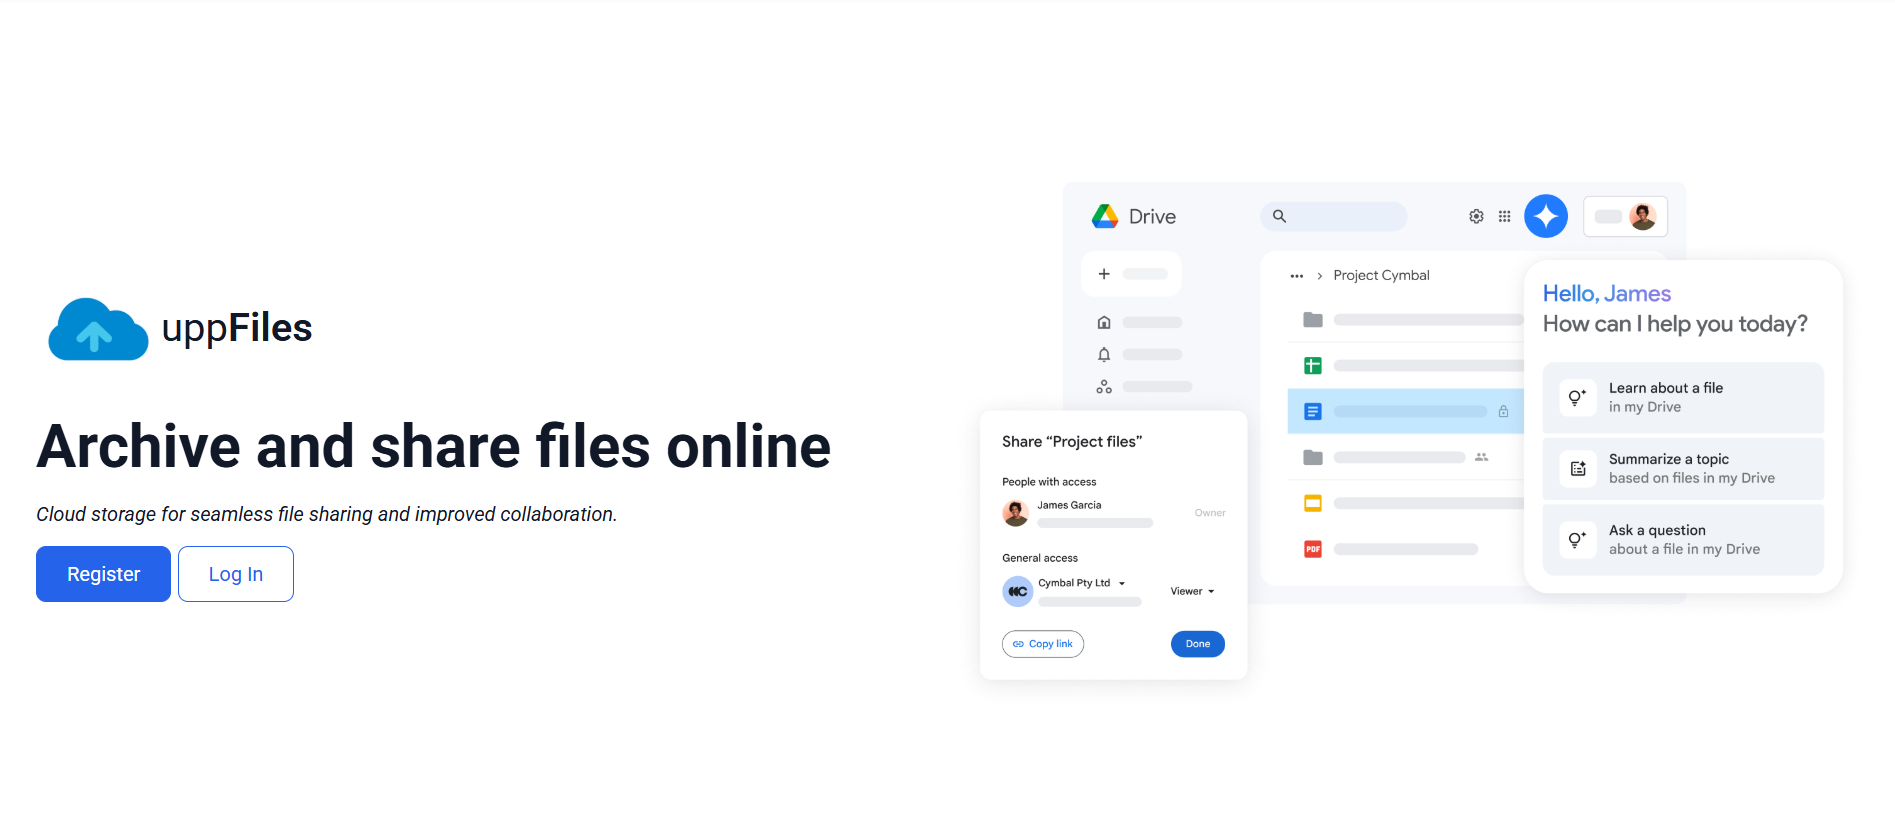 uppFiles
Archive and share files online
Cloud storage for seamless file sharing and improved collaboration.
Register
Log In
Drive
Project Cymbal
Hello, James
How can I help you today?
Learn about a file
in my Drive
Summarize a topic
based on files in my Drive
Ask a question
about a file in my Drive
PDF
Share “Project files”
People with access
James Garcia
Owner
General access
Cymbal Pty Ltd
Viewer
Copy link
Done